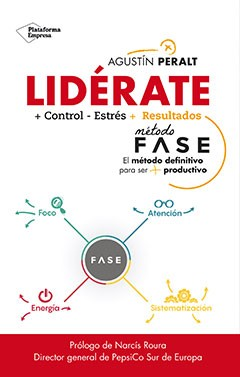 Plataforma
Empresa
AGUSTÍN PERALT
LIDÉRATE
+ Control - Estrés + Resultados
método
FASE
El método definitivo
para ser + productivo
Foco
Atención
FASE
Energía
Sistematización
Prólogo de Narcís Roura
Director general de PepsiCo Sur de Europa